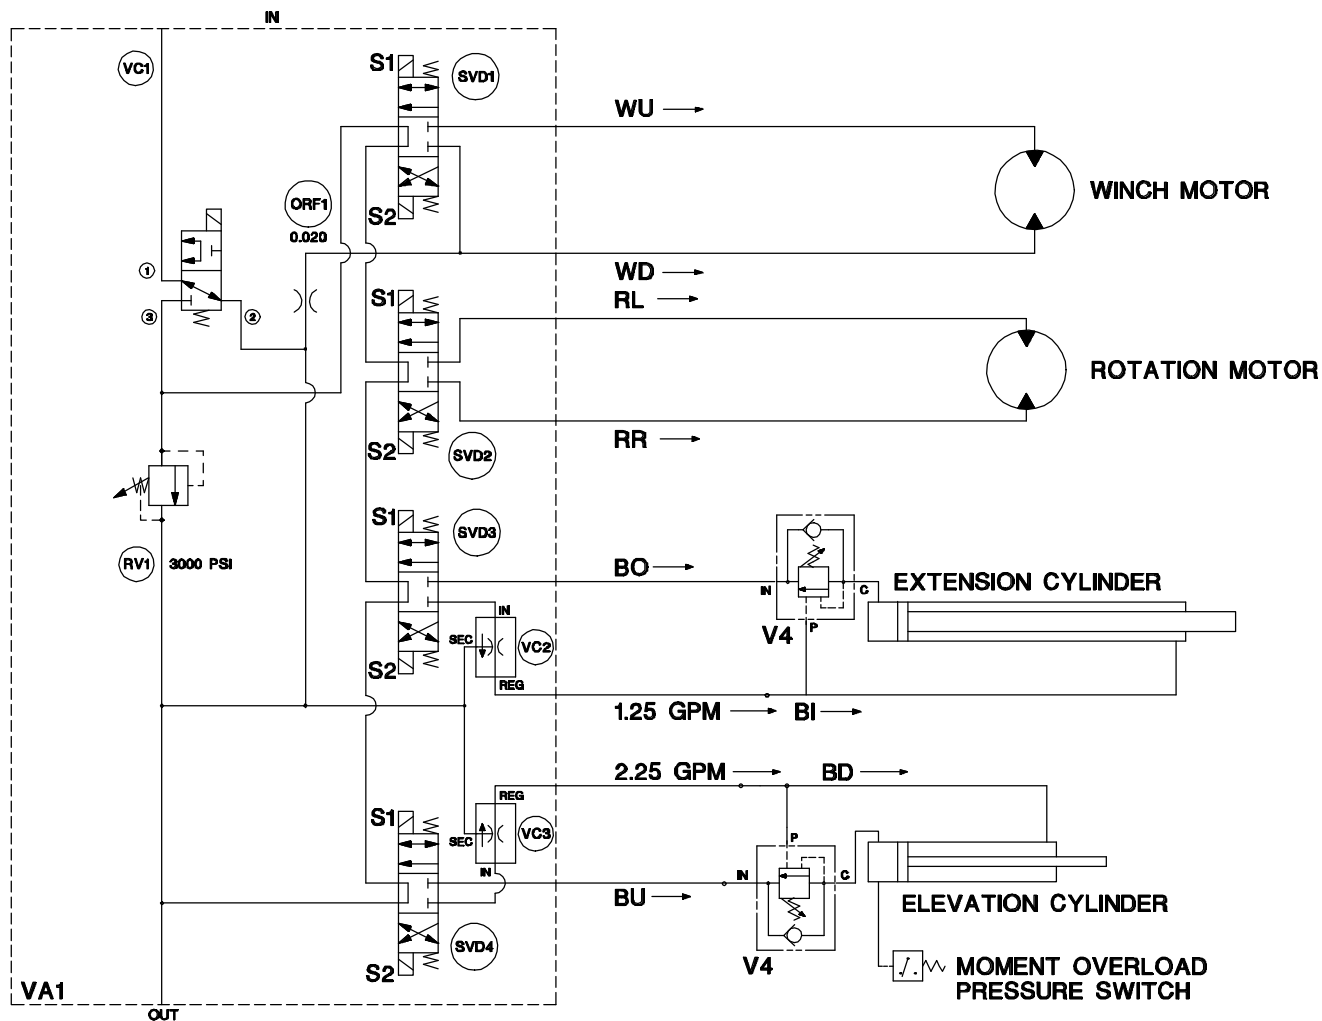 IN
VC1
S1
SVD1
WU
WINCH MOTOR
ORF1
0.020
S2
1
3
2
WD
RL
S1
ROTATION MOTOR
RR
S2
SVD2
S1
SVD3
RV1
3000 PSI
BO
IN
C
EXTENSION CYLINDER
V4
P
IN
SEC
VC2
S2
REG
1.25 GPM
BI
2.25 GPM
BD
REG
S1
SEC
VC3
IN
P
IN
C
BU
ELEVATION CYLINDER
SVD4
S2
V4
MOMENT OVERLOAD
PRESSURE SWITCH
VA1
OUT